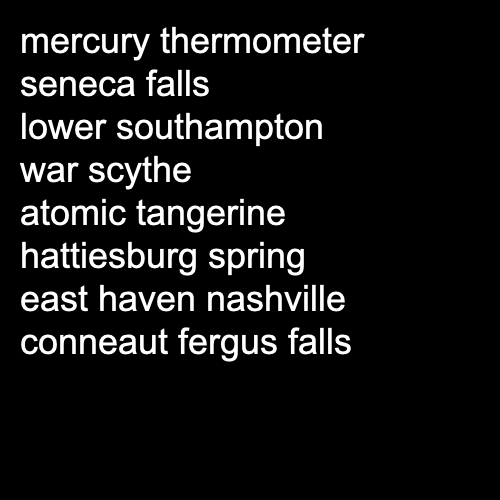 mercury thermometer
seneca falls
lower southampton
war scythe
atomic tangerine
hattiesburg spring
east haven nashville
conneaut fergus falls